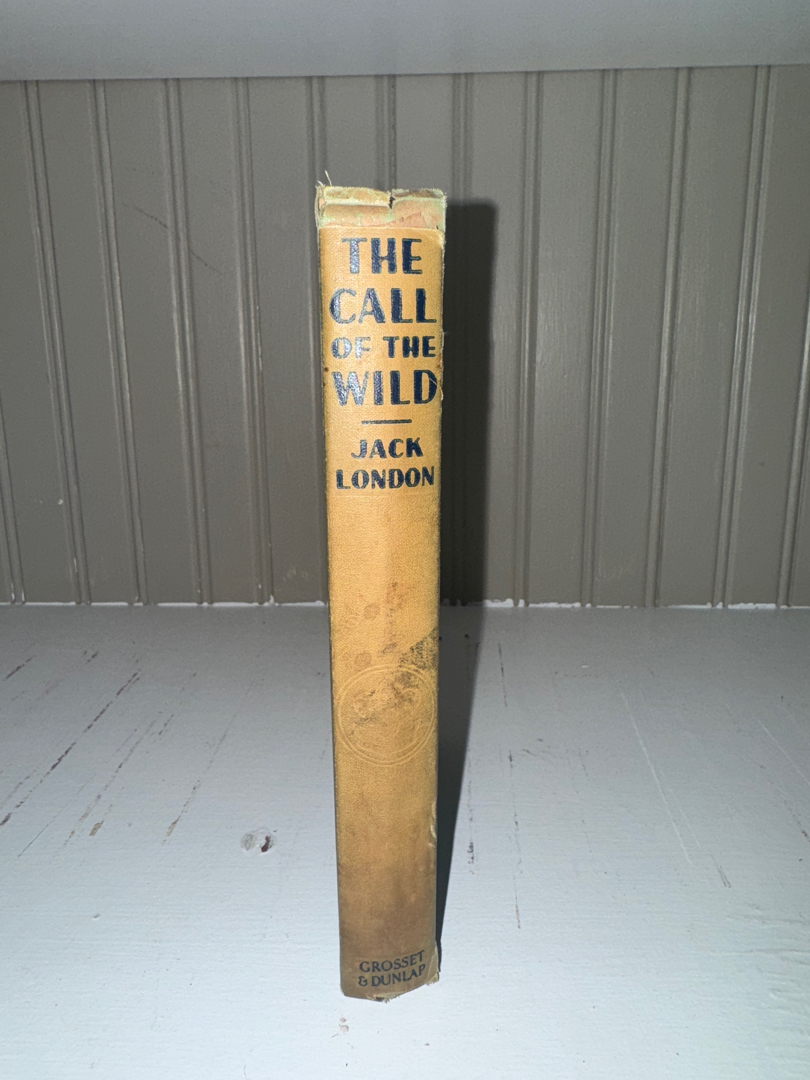 THE
CALL
OF THE
WILD
JACK
LONDON
GROSSET
& DUNLAP